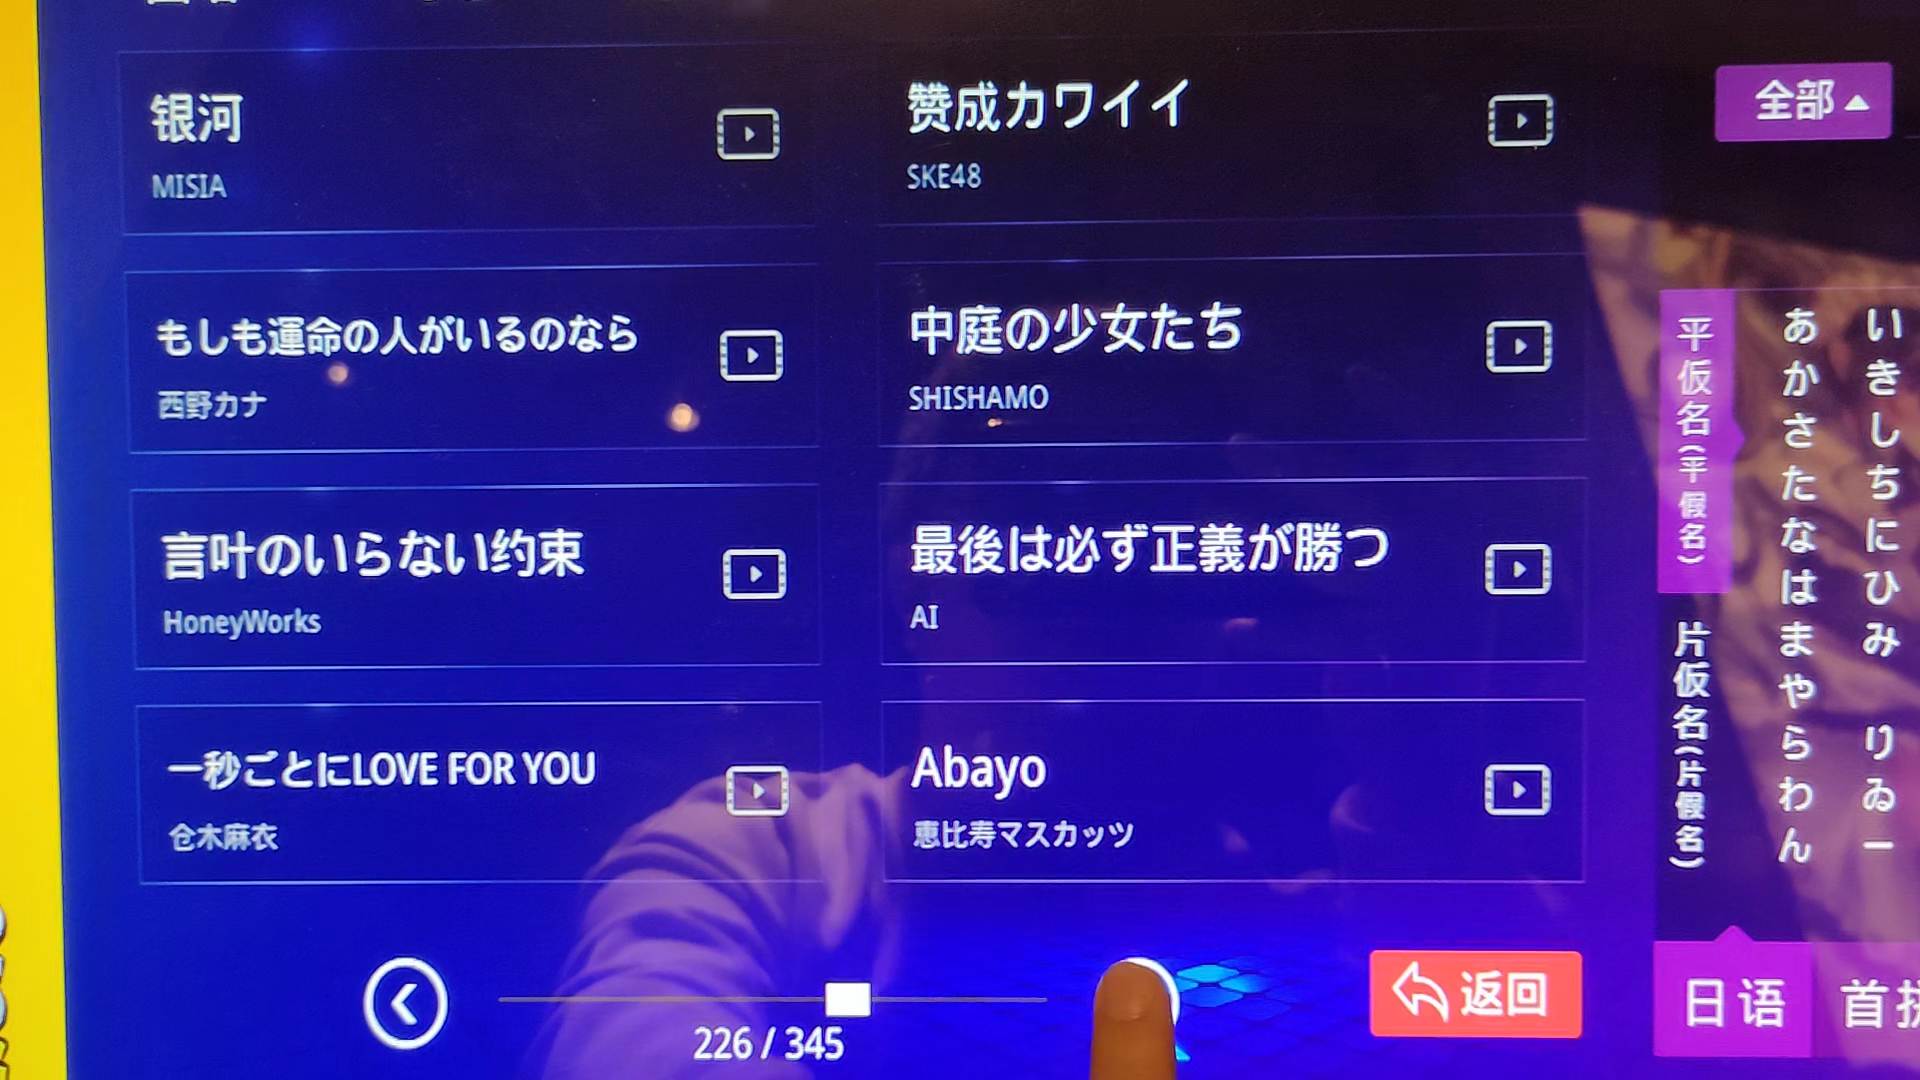 银河
MISIA
赞成カワイイ
SKE48
もしも運命の人がいるのなら
西野カナ
中庭の少女たち
SHISHAMO
言叶のいらない约束
HoneyWorks
最後は必ず正義が勝つ
AI
一秒ごとにLOVE FOR YOU
仓木麻衣
Abayo
恵比寿マスカッツ
226 / 345
返回
全部
平仮名(平假名)
片仮名(片假名)
あかさたなはまやらわん
いきしちにひみ りゐー
日语
首